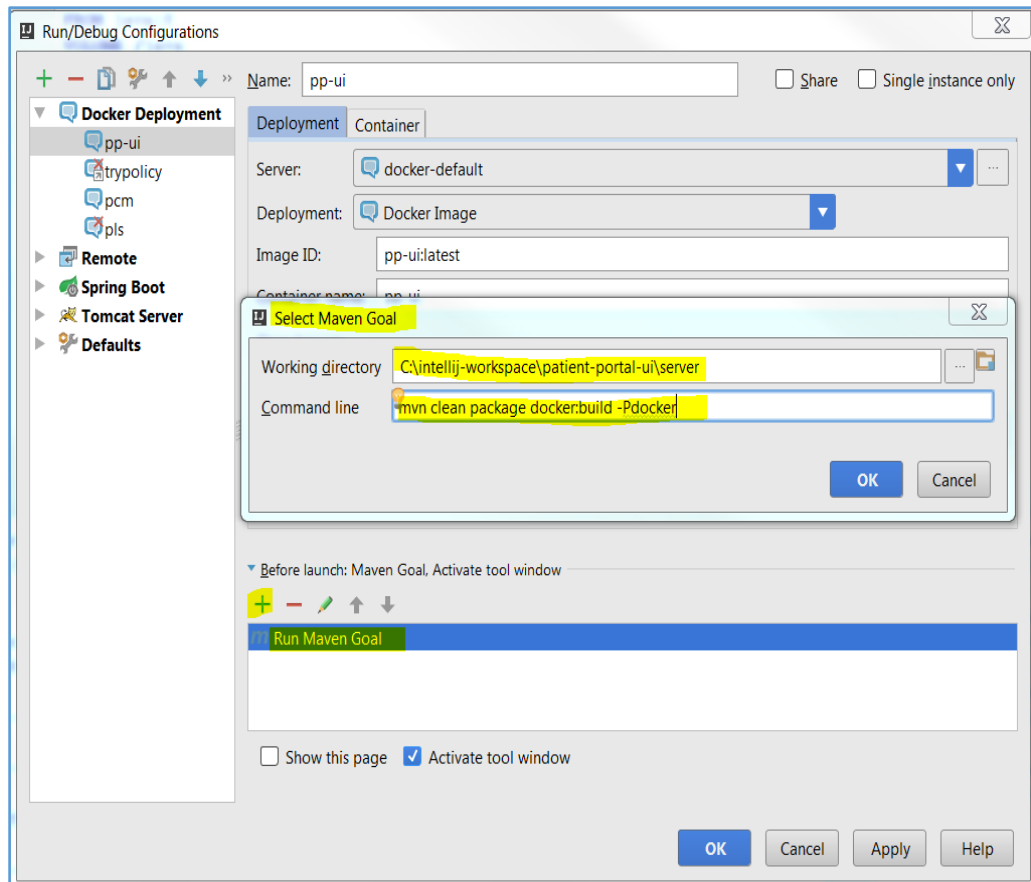 Run/Debug Configurations
Name: pp-ui
Share
Single instance only
Docker Deployment
pp-ui
trypolicy
pcm
pls
Remote
Spring Boot
Tomcat Server
Defaults
Deployment Container
Server: docker-default ...
Deployment: Docker Image
Image ID: pp-ui:latest
Container name: pp-ui
Select Maven Goal
Working directory C:\intellij-workspace\patient-portal-ui\server ...
Command line mvn clean package docker:build -Pdocker
OK Cancel
Before launch: Maven Goal, Activate tool window
Run Maven Goal
Show this page Activate tool window
OK Cancel Apply Help